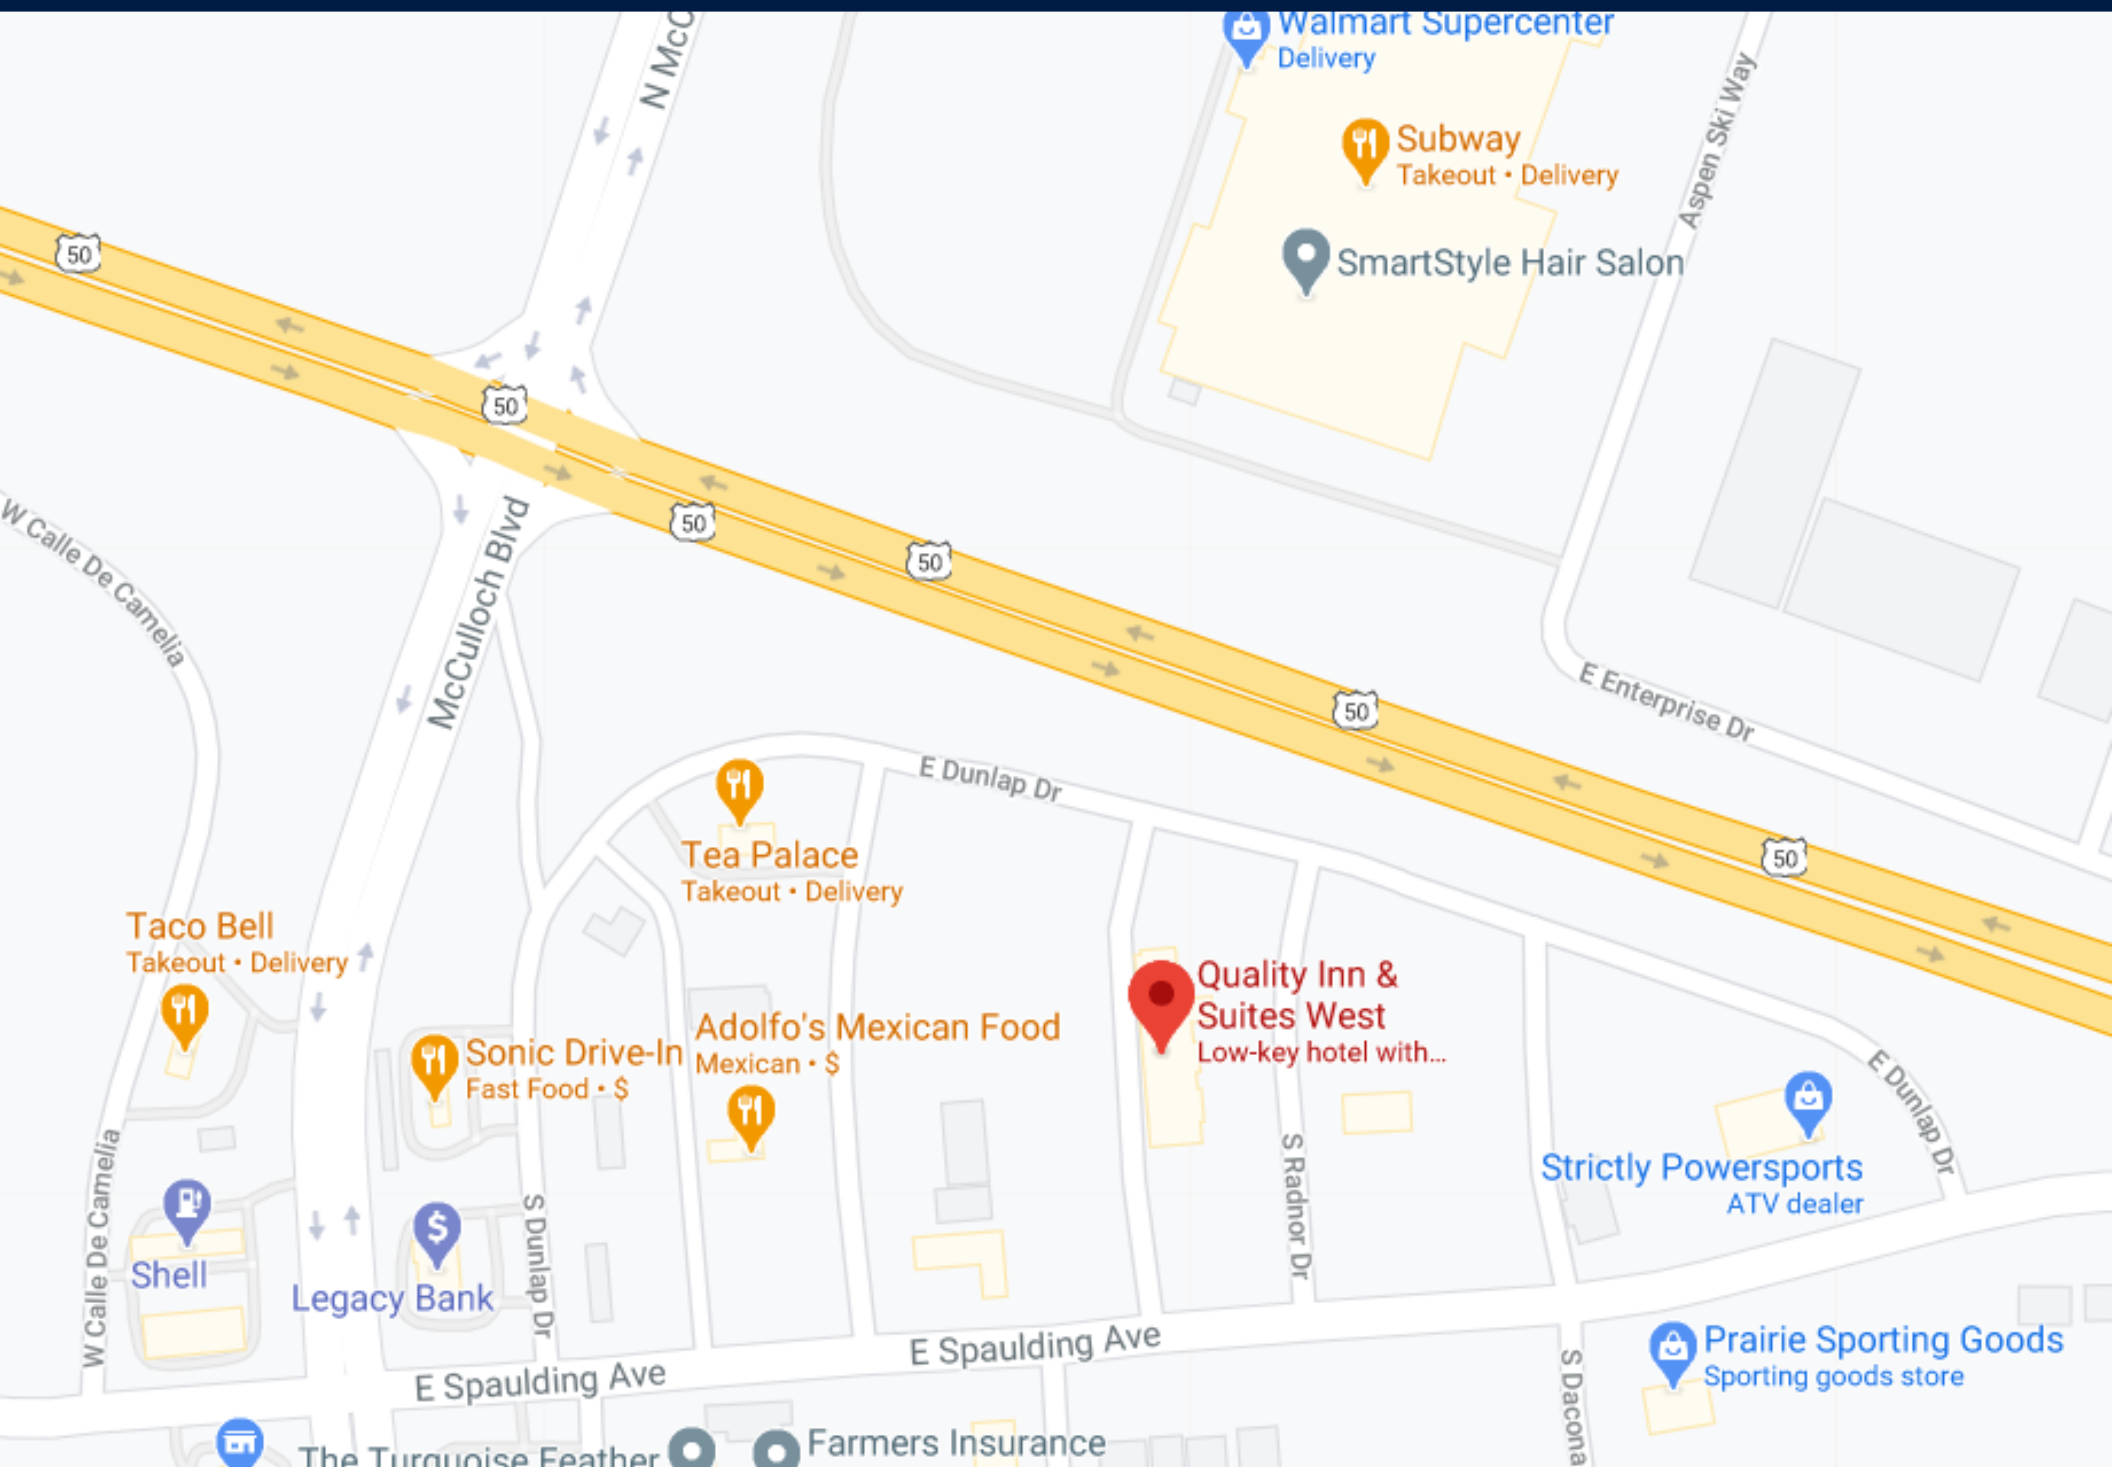 Walmart Supercenter
Delivery
N McC
Subway
Takeout • Delivery
Aspen Ski Way
SmartStyle Hair Salon
50
50
50
50
50
50
W Calle De Camelia
McCulloch Blvd
E Enterprise Dr
E Dunlap Dr
Tea Palace
Takeout • Delivery
Taco Bell
Takeout • Delivery
Quality Inn &
Suites West
Low-key hotel with...
Adolfo's Mexican Food
Mexican • $
Sonic Drive-In
Fast Food • $
E Dunlap Dr
Strictly Powersports
ATV dealer
W Calle De Camelia
Shell
Legacy Bank
$
S Dunlap Dr
S Radnor Dr
E Spaulding Ave
E Spaulding Ave
Prairie Sporting Goods
Sporting goods store
S Dacona
The Turquoise Feather
Farmers Insurance